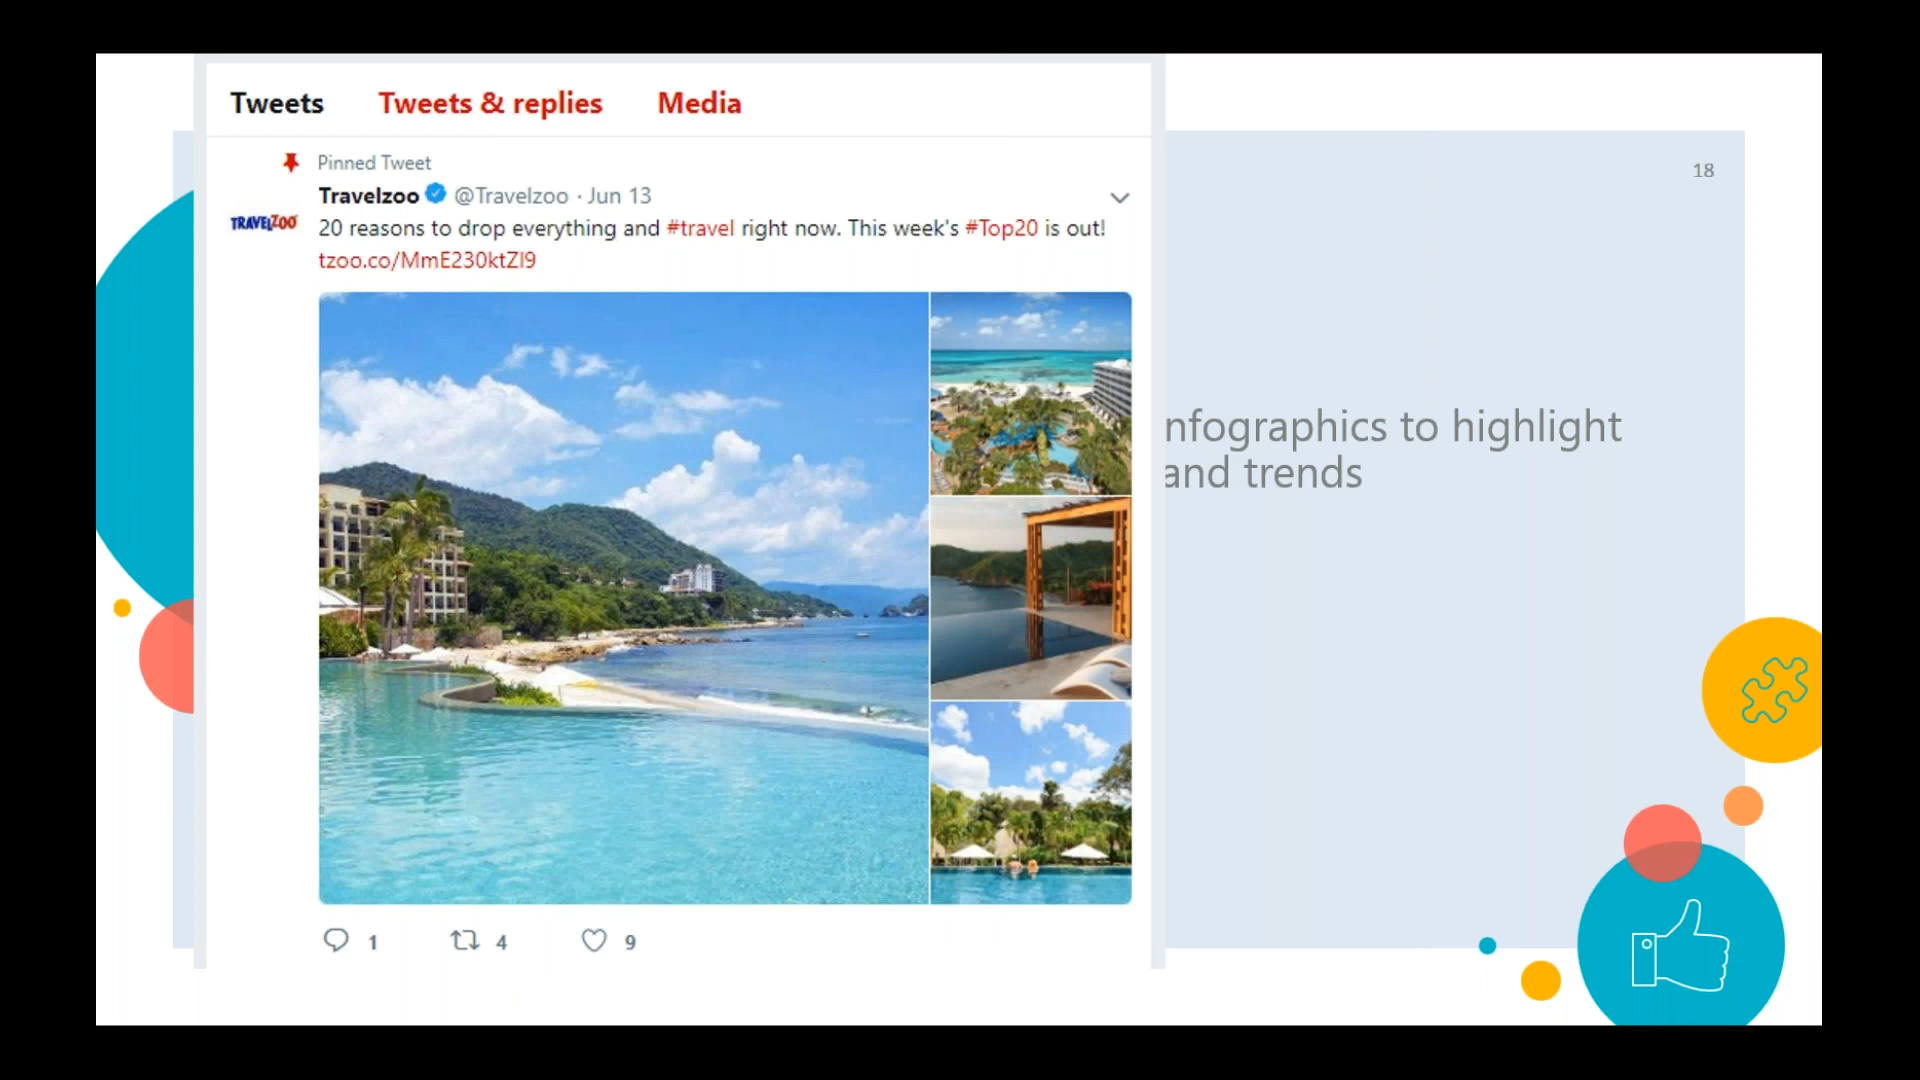 Tweets Tweets & replies Media
Pinned Tweet
Travelzoo @Travelzoo · Jun 13
18
TRAVELZOO
20 reasons to drop everything and #travel right now. This week's #Top20 is out!
tzoo.co/MmE230ktZl9
nfographics to highlight
and trends
1 4 9